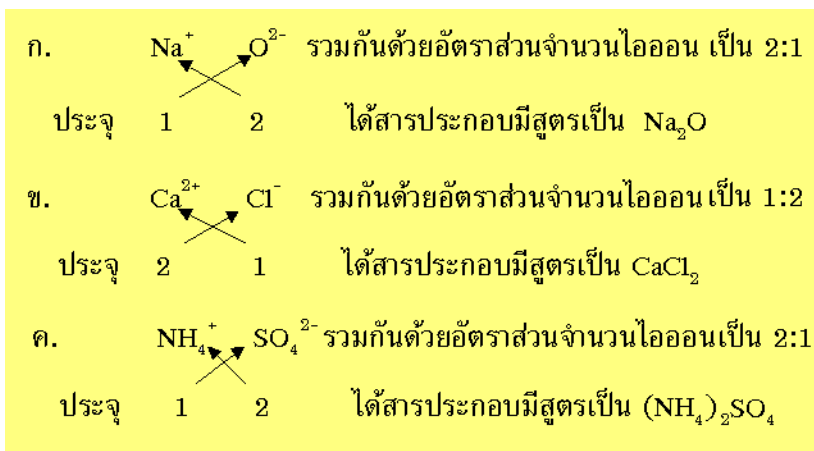 ก. Na⁺ O²⁻ รวมกันด้วยอัตราส่วนจำนวนไอออน เป็น 2:1
ประจุ 1 2 ได้สารประกอบมีสูตรเป็น Na₂O
ข. Ca²⁺ Cl⁻ รวมกันด้วยอัตราส่วนจำนวนไอออน เป็น 1:2
ประจุ 2 1 ได้สารประกอบมีสูตรเป็น CaCl₂
ค. NH₄⁺ SO₄²⁻ รวมกันด้วยอัตราส่วนจำนวนไอออนเป็น 2:1
ประจุ 1 2 ได้สารประกอบมีสูตรเป็น (NH₄)₂SO₄